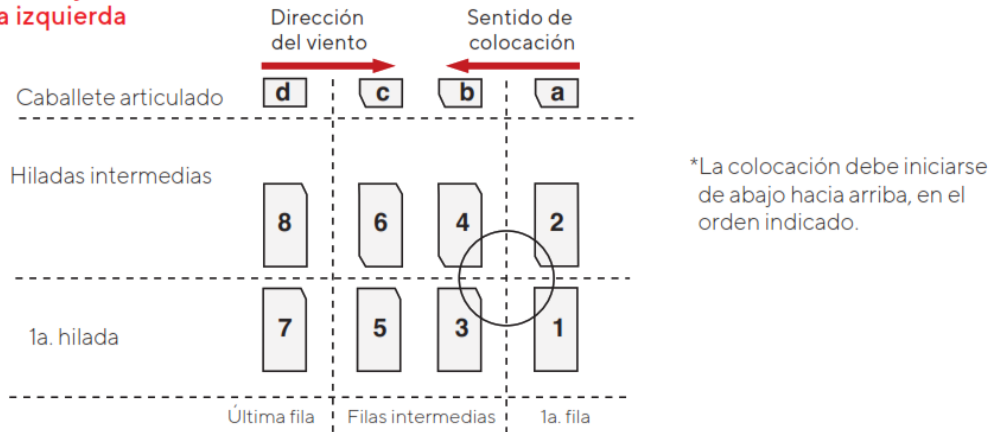 a izquierda
Dirección
del viento
Sentido de
colocación
Caballete articulado
d
c
b
a
Hiladas intermedias
8
6
4
2
*La colocación debe iniciarse
de abajo hacia arriba, en el
orden indicado.
1a. hilada
7
5
3
1
Última fila
Filas intermedias
1a. fila